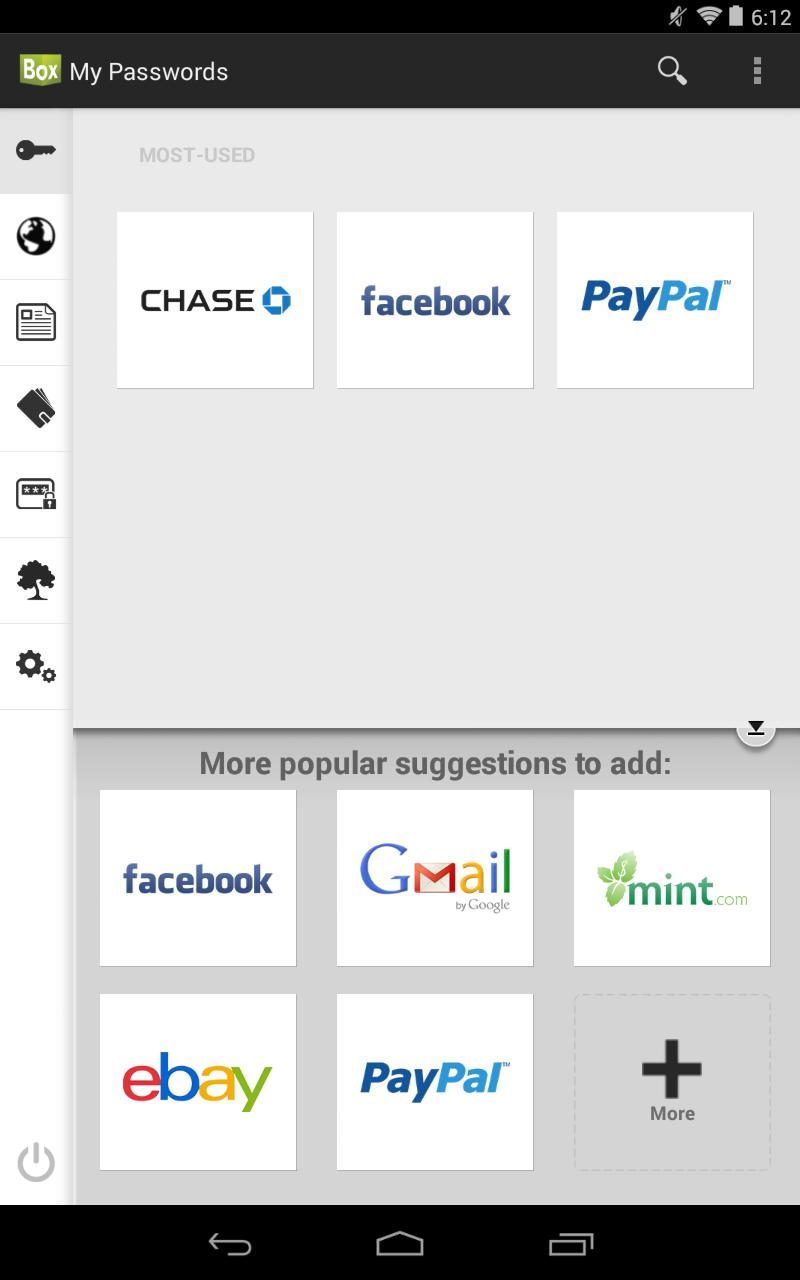 6:12
Box My Passwords
MOST-USED
CHASE
facebook
PayPal™
***
More popular suggestions to add:
facebook
Gmail
by Google
mint.com
ebay
PayPal™
More